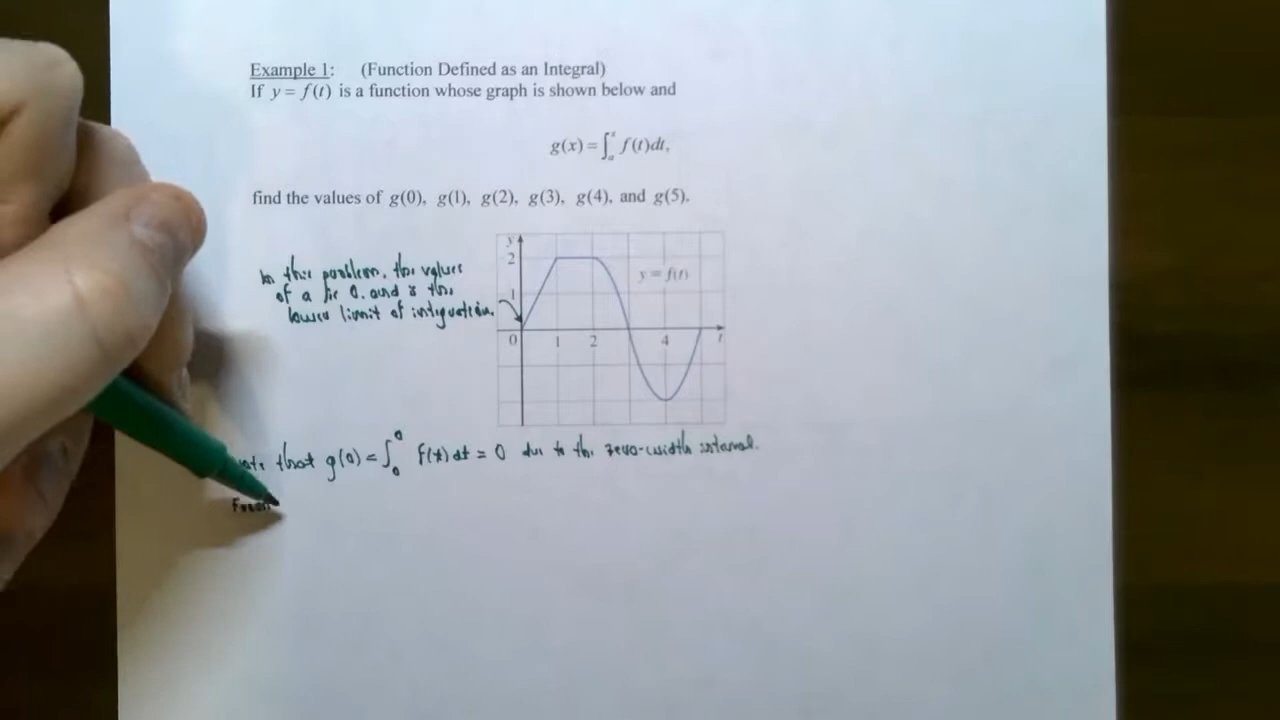 Example 1: (Function Defined as an Integral)
If y = f(t) is a function whose graph is shown below and
g(x) = ∫ₐˣ f(t)dt,
find the values of g(0), g(1), g(2), g(3), g(4), and g(5).
In this problem, the values
of a is 0. and is the
lower limit of integration.
y
2
1
y = f(t)
0 1 2 4 t
that g(0) = ∫₀⁰ f(t) dt = 0 due to the zero-width interval.
From